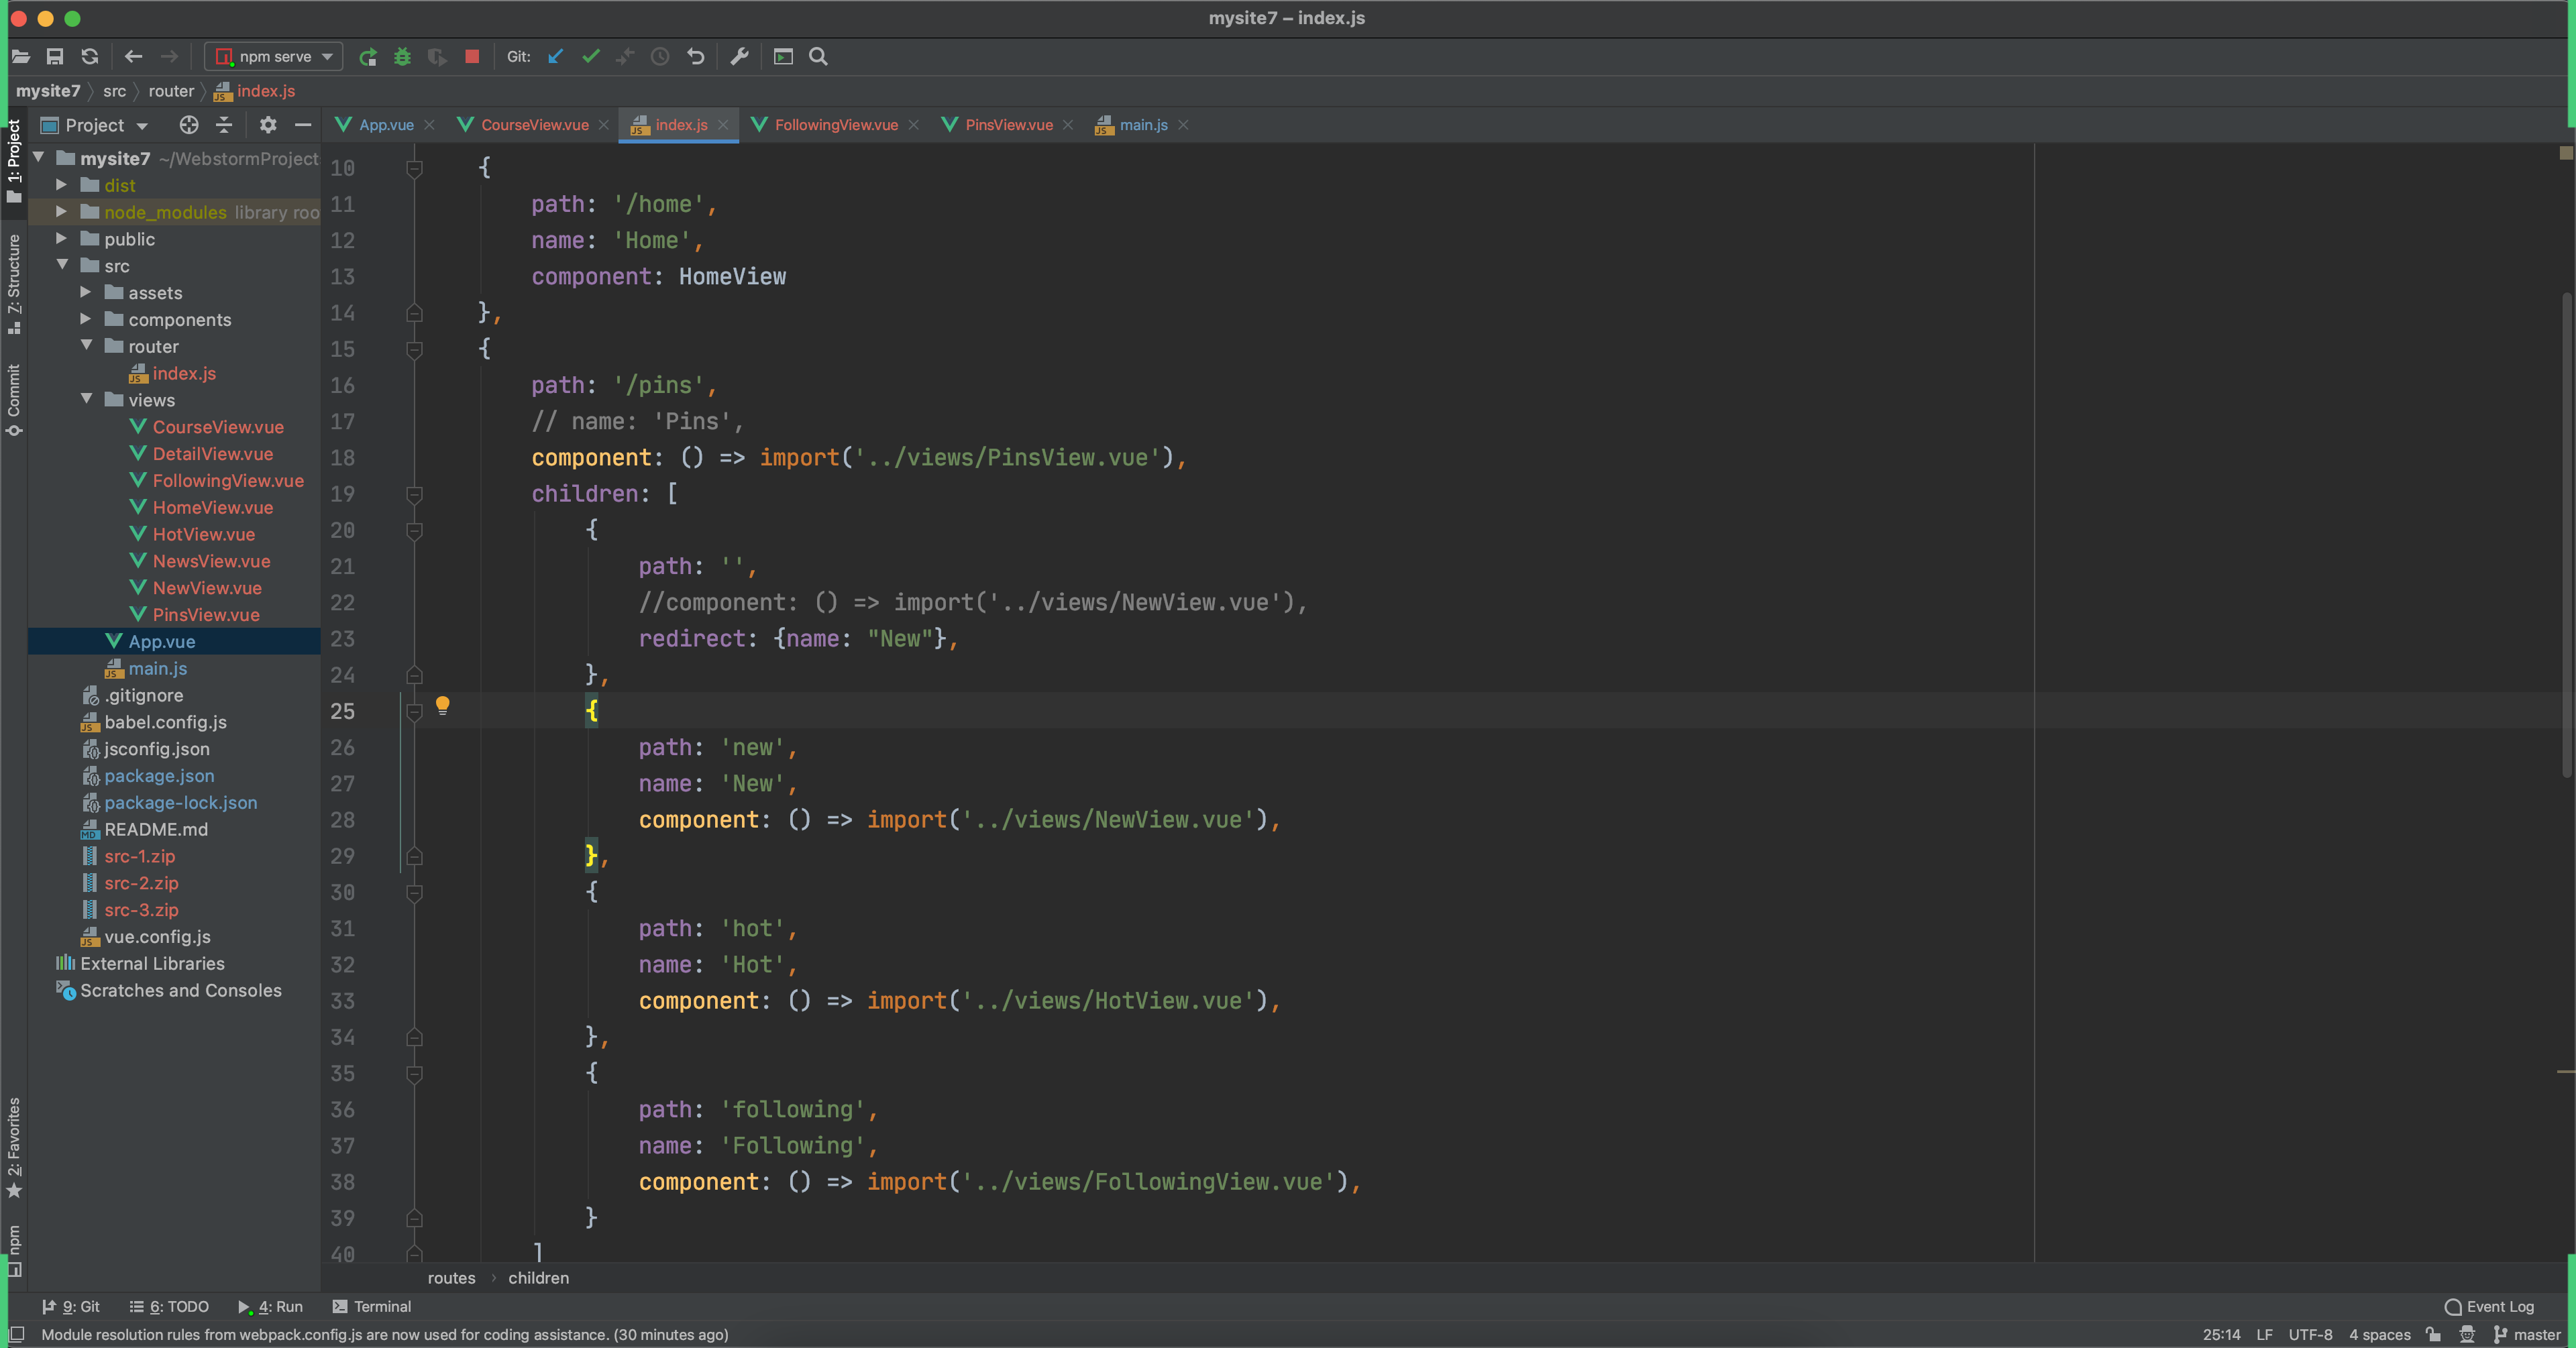 mysite7 – index.js
npm serve
Git:
mysite7 src router index.js
Project
App.vue CourseView.vue index.js FollowingView.vue PinsView.vue main.js
1: Project
Z: Structure
Commit
2: Favorites
npm
mysite7 ~/WebstormProject
dist
node_modules library roo
public
src
assets
components
router
index.js
views
CourseView.vue
DetailView.vue
FollowingView.vue
HomeView.vue
HotView.vue
NewsView.vue
NewView.vue
PinsView.vue
App.vue
main.js
.gitignore
babel.config.js
jsconfig.json
package.json
package-lock.json
README.md
src-1.zip
src-2.zip
src-3.zip
vue.config.js
External Libraries
Scratches and Consoles
10 {
11 path: '/home',
12 name: 'Home',
13 component: HomeView
14 },
15 {
16 path: '/pins',
17 // name: 'Pins',
18 component: () => import('../views/PinsView.vue'),
19 children: [
20 {
21 path: '',
22 //component: () => import('../views/NewView.vue'),
23 redirect: {name: "New"},
24 },
25 {
26 path: 'new',
27 name: 'New',
28 component: () => import('../views/NewView.vue'),
29 },
30 {
31 path: 'hot',
32 name: 'Hot',
33 component: () => import('../views/HotView.vue'),
34 },
35 {
36 path: 'following',
37 name: 'Following',
38 component: () => import('../views/FollowingView.vue'),
39 }
40 ]
routes › children
9: Git 6: TODO 4: Run Terminal Event Log
Module resolution rules from webpack.config.js are now used for coding assistance. (30 minutes ago) 25:14 LF UTF-8 4 spaces master